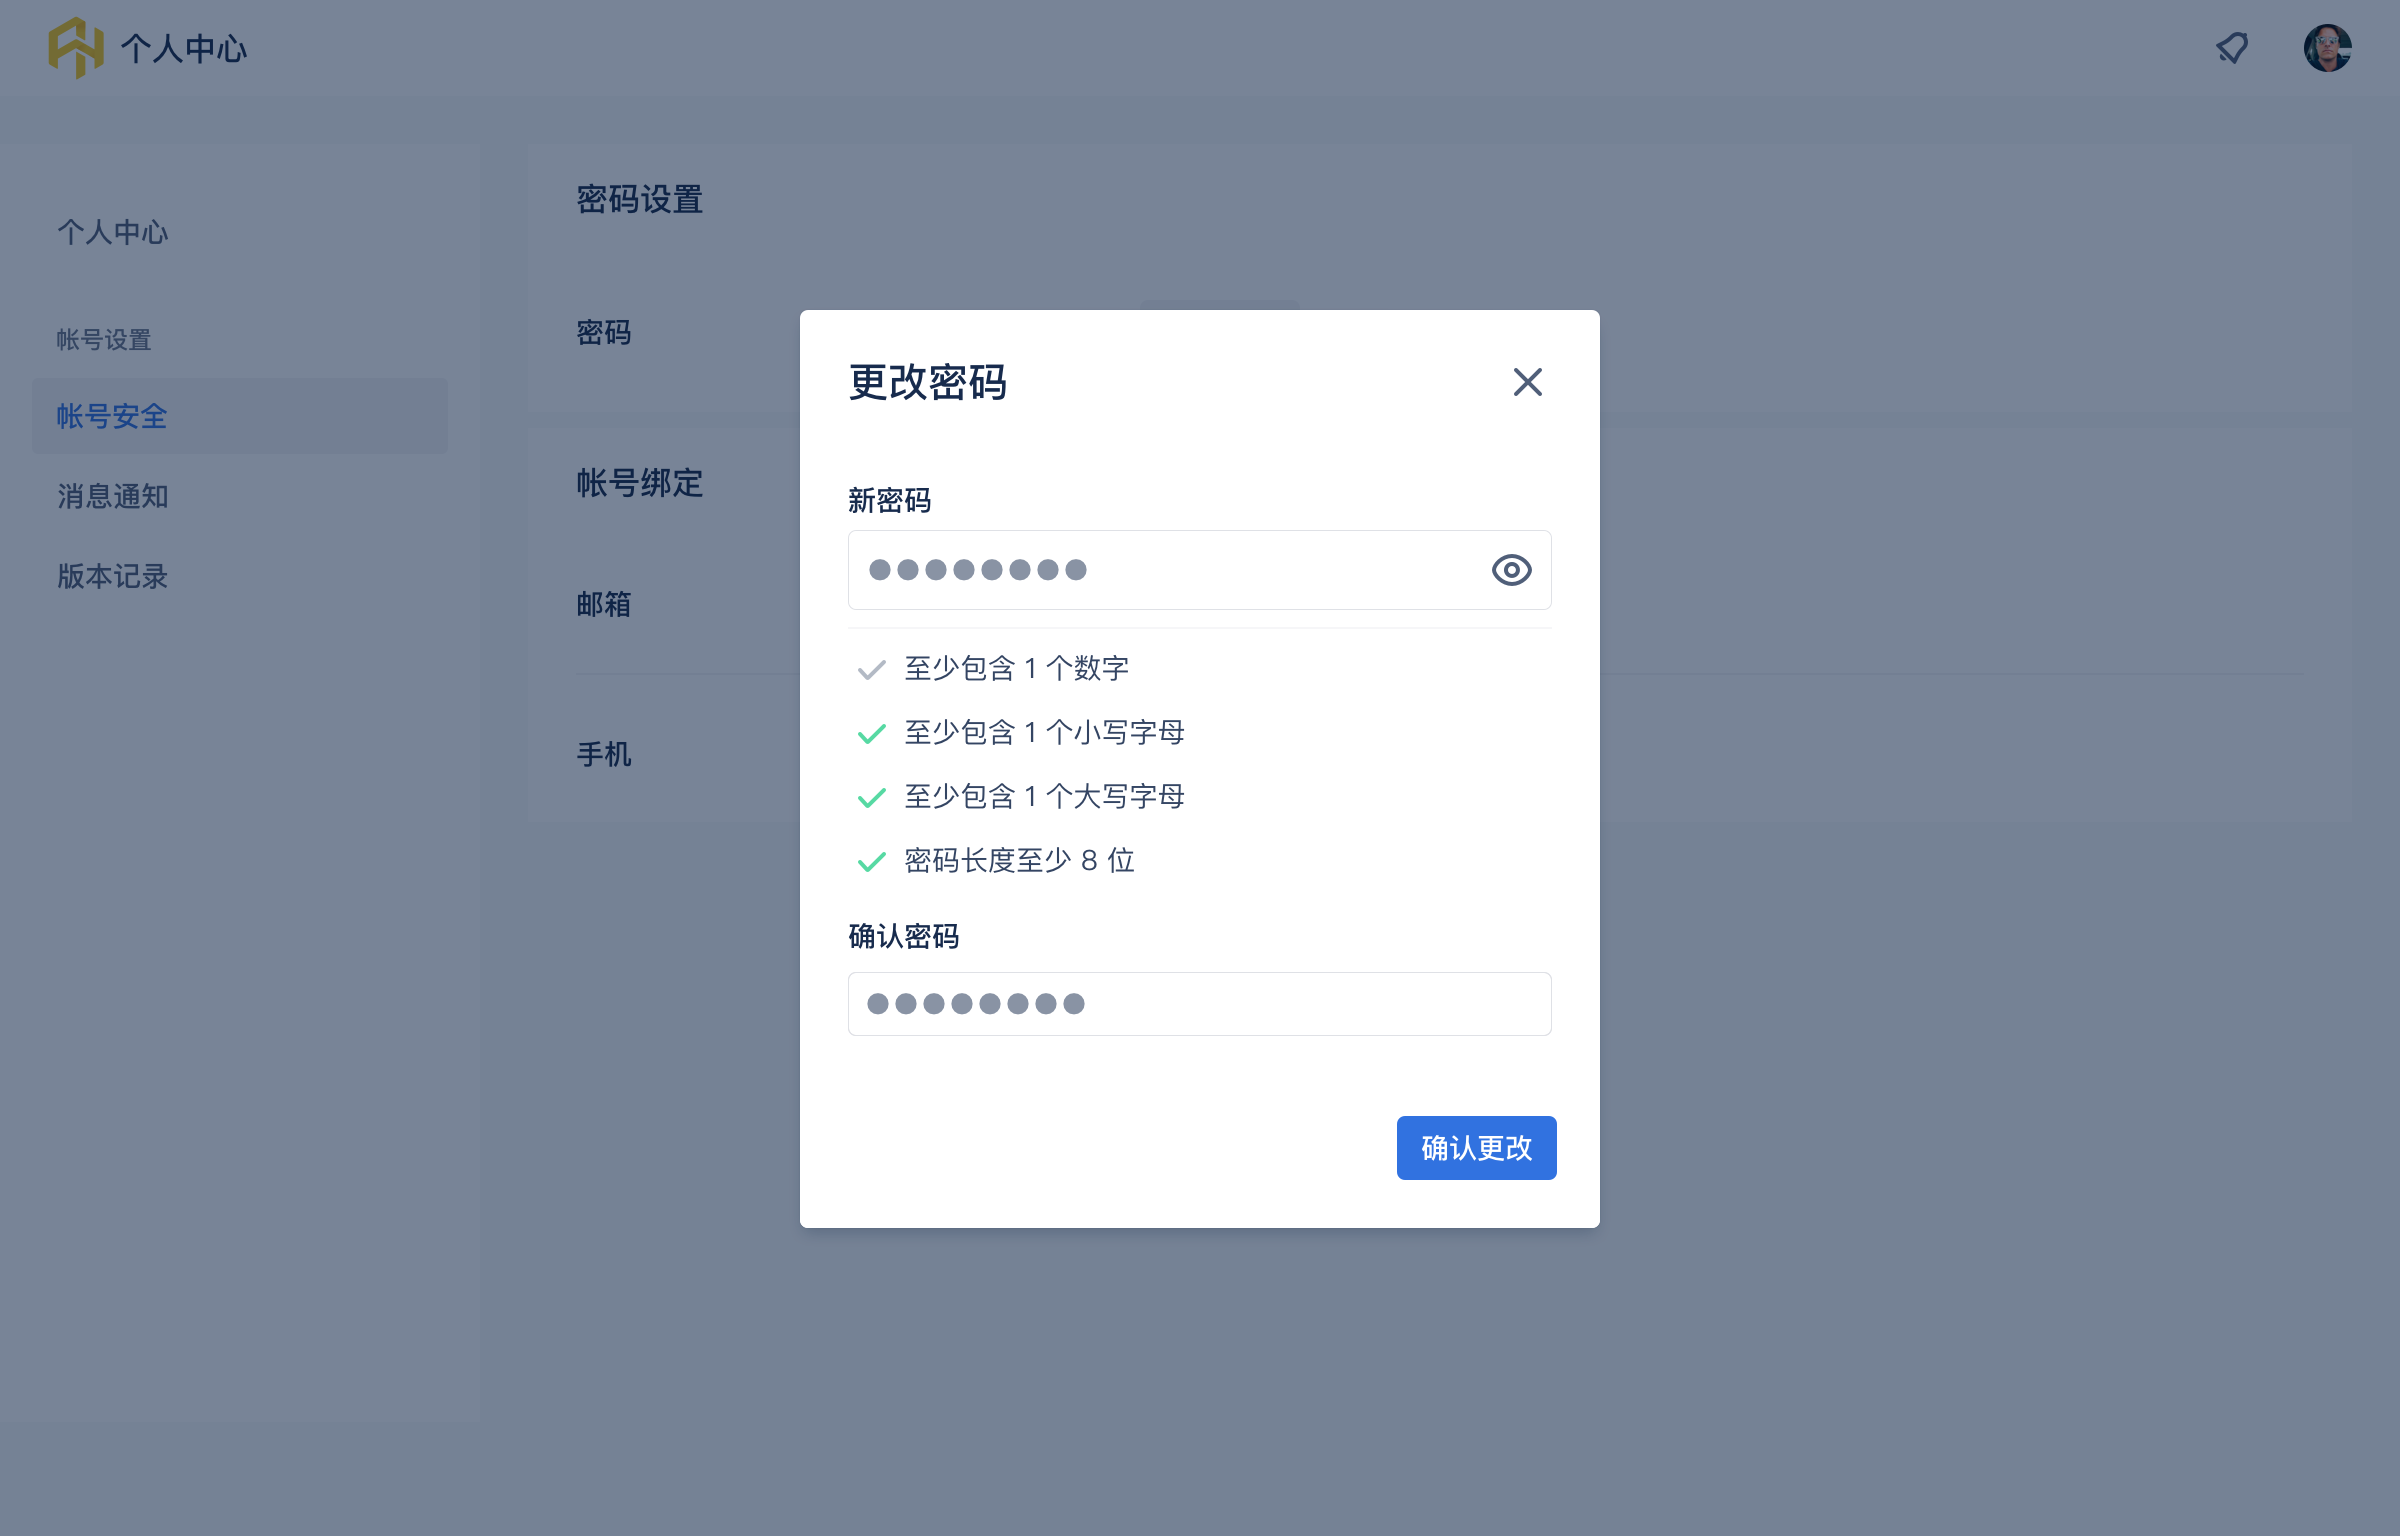 个人中心
个人中心
帐号设置
帐号安全
消息通知
版本记录
密码设置
密码
帐号绑定
邮箱
手机
更改密码
新密码
●●●●●●●●
至少包含 1 个数字
至少包含 1 个小写字母
至少包含 1 个大写字母
密码长度至少 8 位
确认密码
●●●●●●●●
确认更改